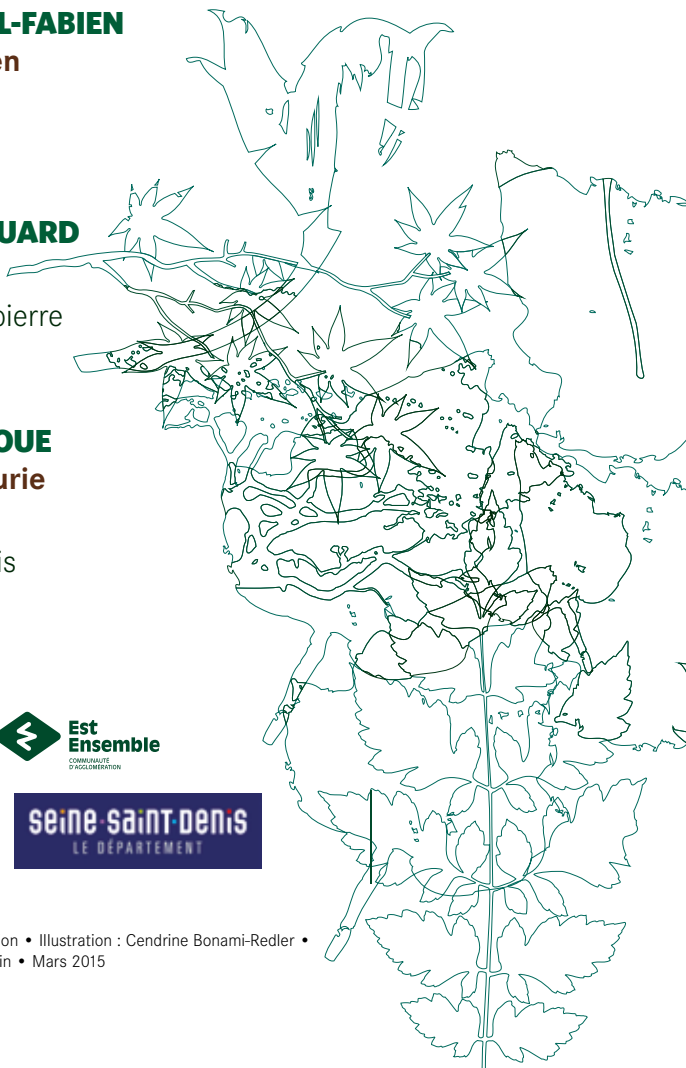 L-FABIEN
en
UARD
pierre
OUE
urie
is
Est
Ensemble
COMMUNAUTÉ
D'AGGLOMÉRATION
seine-saint-denis
LE DÉPARTEMENT
on • Illustration : Cendrine Bonami-Redler •
in • Mars 2015